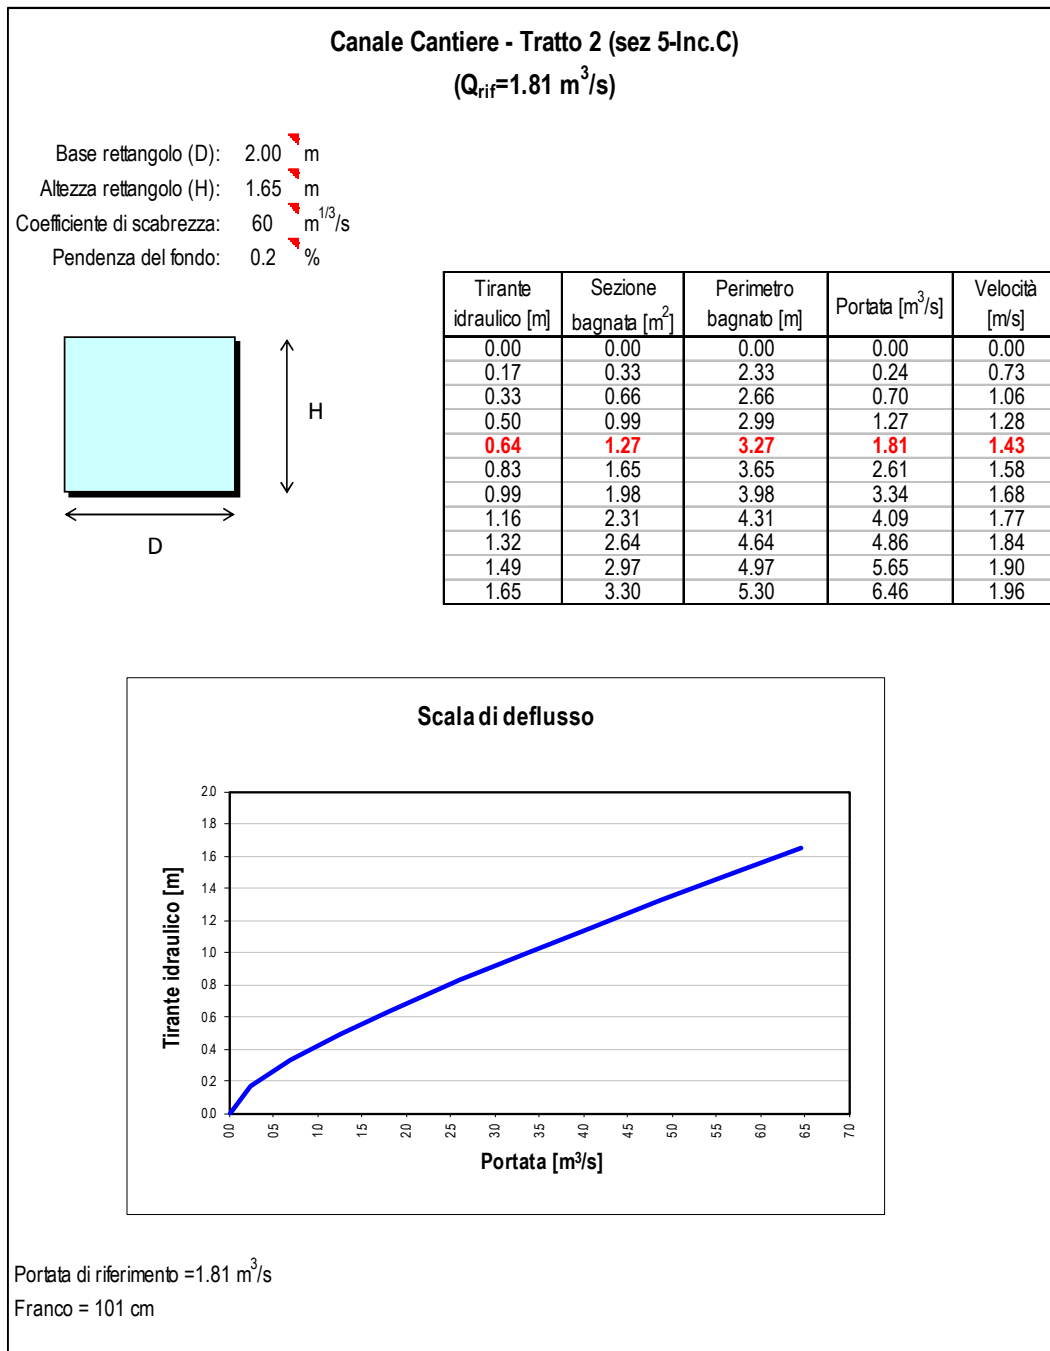 Canale Cantiere - Tratto 2 (sez 5-Inc.C)
(Qrif=1.81 m³/s)
Base rettangolo (D): 2.00 m
Altezza rettangolo (H): 1.65 m
Coefficiente di scabrezza: 60 m^1/3/s
Pendenza del fondo: 0.2 %
H
D
Tirante idraulico [m] Sezione bagnata [m²] Perimetro bagnato [m] Portata [m³/s] Velocità [m/s]
0.00 0.00 0.00 0.00 0.00
0.17 0.33 2.33 0.24 0.73
0.33 0.66 2.66 0.70 1.06
0.50 0.99 2.99 1.27 1.28
0.64 1.27 3.27 1.81 1.43
0.83 1.65 3.65 2.61 1.58
0.99 1.98 3.98 3.34 1.68
1.16 2.31 4.31 4.09 1.77
1.32 2.64 4.64 4.86 1.84
1.49 2.97 4.97 5.65 1.90
1.65 3.30 5.30 6.46 1.96
Scala di deflusso
Tirante idraulico [m]
2.0
1.8
1.6
1.4
1.2
1.0
0.8
0.6
0.4
0.2
0.0
0.0 0.5 1.0 1.5 2.0 2.5 3.0 3.5 4.0 4.5 5.0 5.5 6.0 6.5 7.0
Portata [m³/s]
Portata di riferimento =1.81 m³/s
Franco = 101 cm